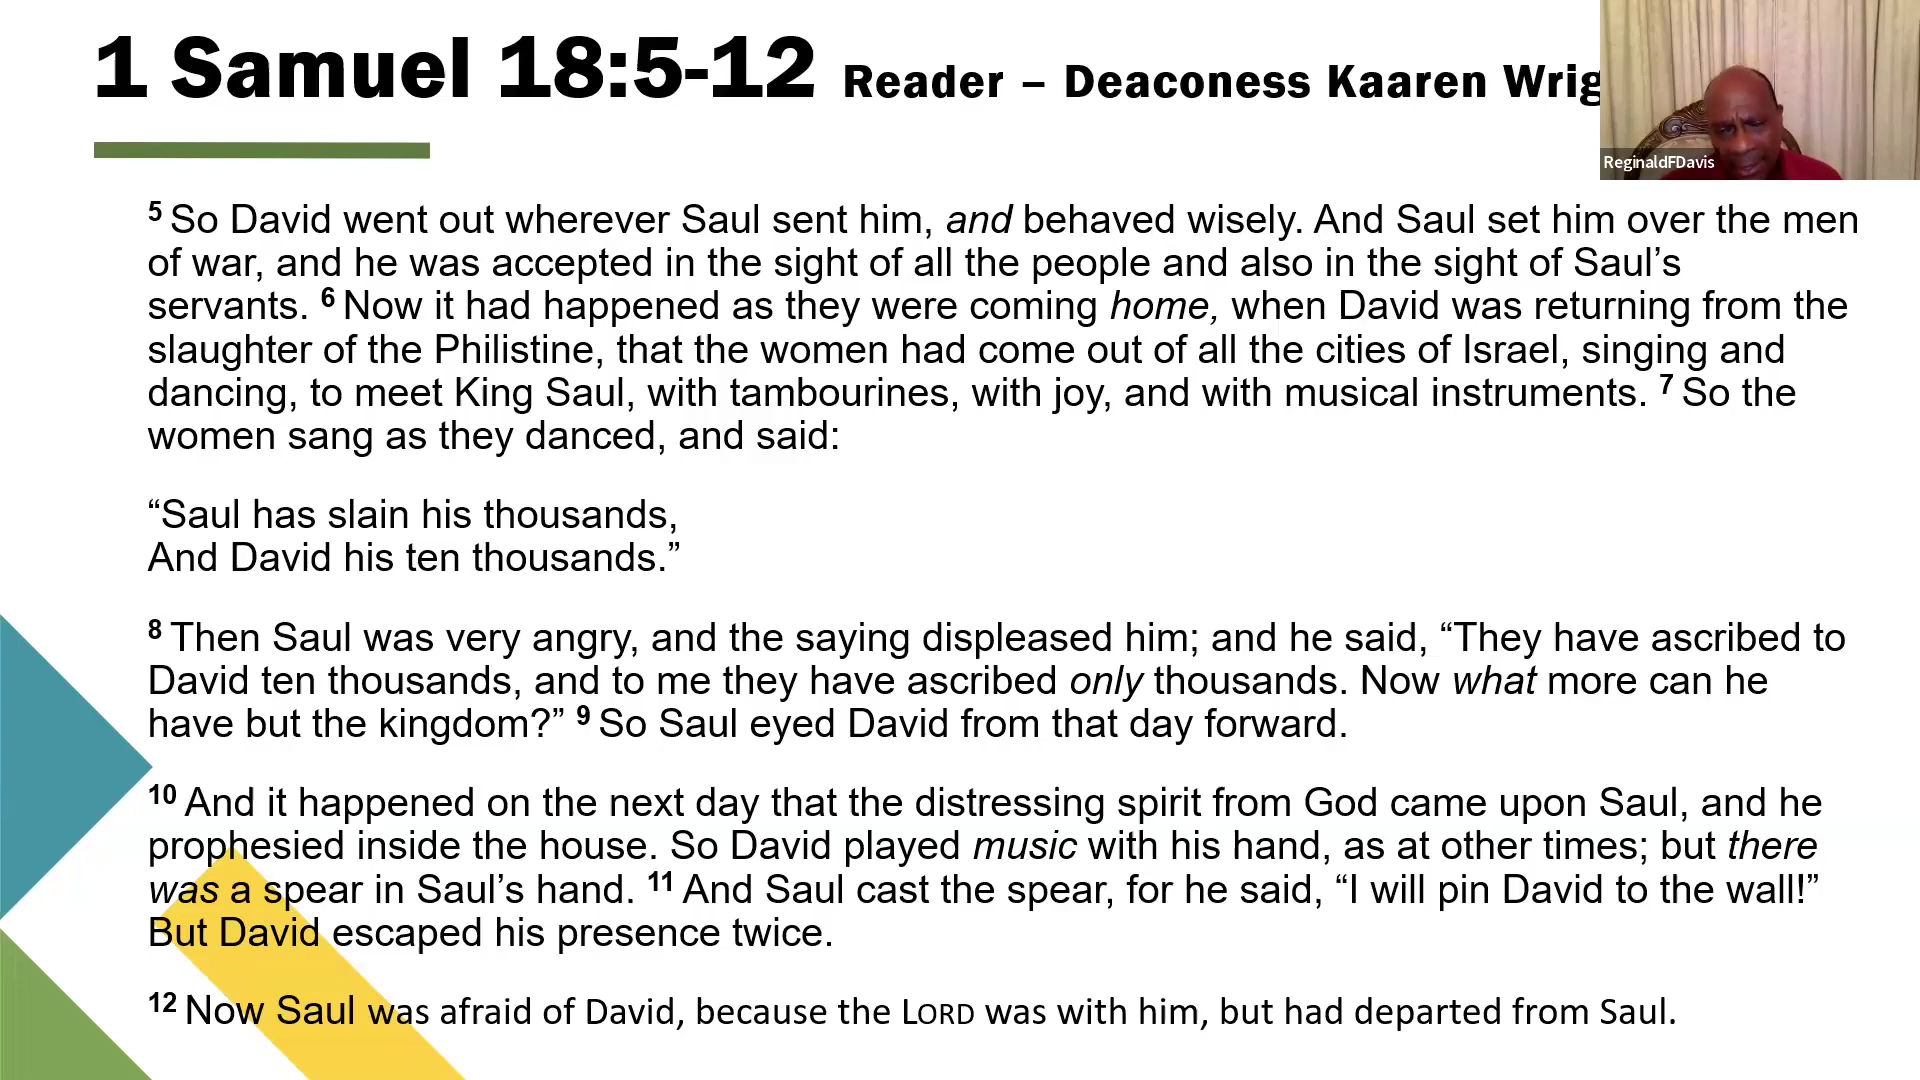 1 Samuel 18:5-12 Reader – Deaconess Kaaren Wrig
ReginaldFDavis
5 So David went out wherever Saul sent him, and behaved wisely. And Saul set him over the men
of war, and he was accepted in the sight of all the people and also in the sight of Saul’s
servants. 6 Now it had happened as they were coming home, when David was returning from the
slaughter of the Philistine, that the women had come out of all the cities of Israel, singing and
dancing, to meet King Saul, with tambourines, with joy, and with musical instruments. 7 So the
women sang as they danced, and said:
“Saul has slain his thousands,
And David his ten thousands.”
8 Then Saul was very angry, and the saying displeased him; and he said, “They have ascribed to
David ten thousands, and to me they have ascribed only thousands. Now what more can he
have but the kingdom?” 9 So Saul eyed David from that day forward.
10 And it happened on the next day that the distressing spirit from God came upon Saul, and he
prophesied inside the house. So David played music with his hand, as at other times; but there
was a spear in Saul’s hand. 11 And Saul cast the spear, for he said, “I will pin David to the wall!”
But David escaped his presence twice.
12 Now Saul was afraid of David, because the LORD was with him, but had departed from Saul.